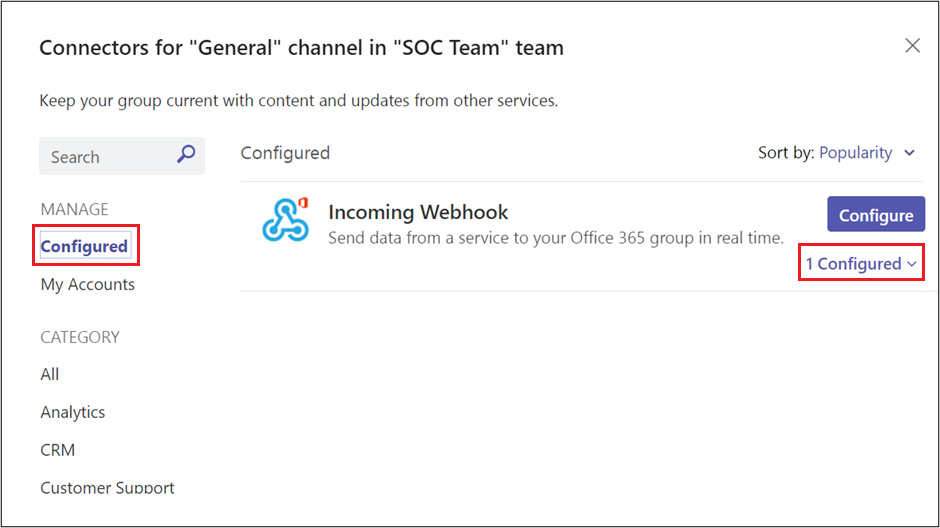 Connectors for "General" channel in "SOC Team" team
Keep your group current with content and updates from other services.
Search
MANAGE
Configured
My Accounts
CATEGORY
All
Analytics
CRM
Customer Support
Configured
Sort by: Popularity
Incoming Webhook
Send data from a service to your Office 365 group in real time.
Configure
1 Configured